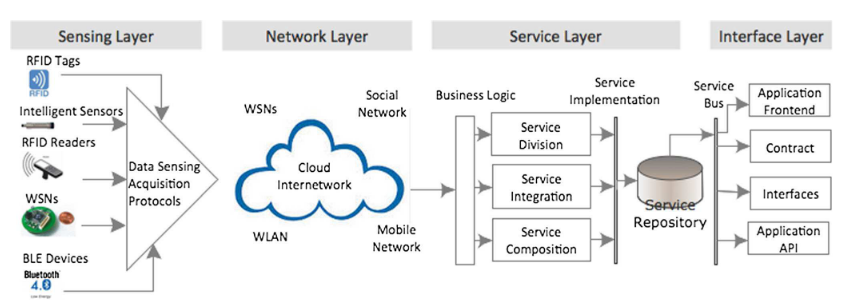 Sensing Layer
Network Layer
Service Layer
Interface Layer
RFID Tags
RFID
Intelligent Sensors
RFID Readers
WSNs
BLE Devices
Bluetooth
4.0
Low Energy
Data Sensing
Acquisition
Protocols
WSNs
Social
Network
Cloud
Internetwork
WLAN
Mobile
Network
Business Logic
Service
Division
Service
Integration
Service
Composition
Service
Implementation
Service
Repository
Service
Bus
Application
Frontend
Contract
Interfaces
Application
API